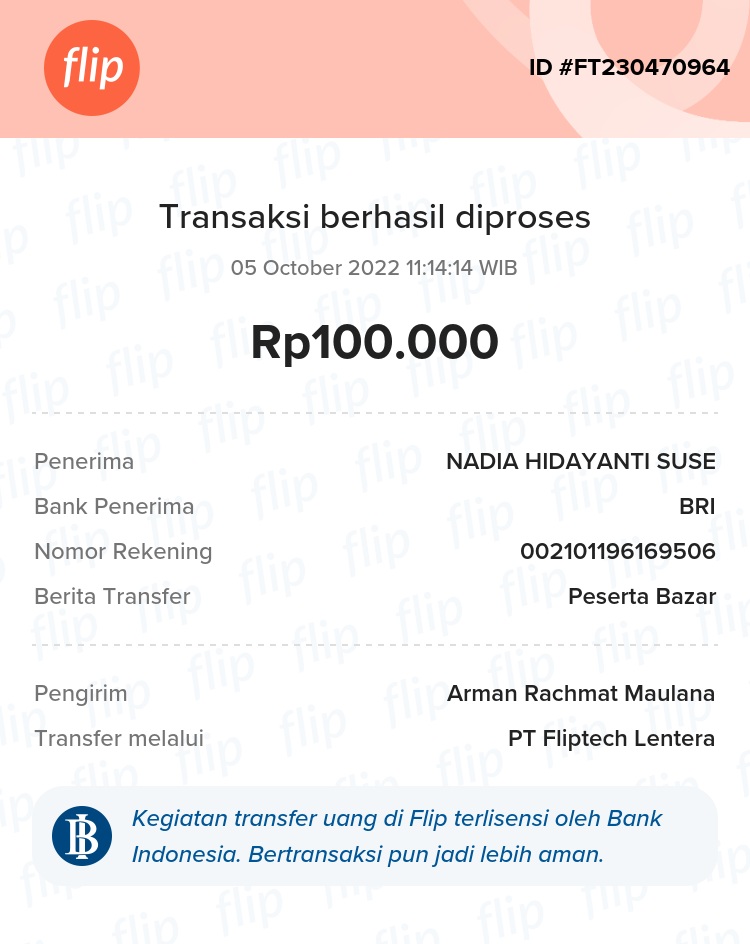 flip
ID #FT230470964
Transaksi berhasil diproses
05 October 2022 11:14:14 WIB
Rp100.000
Penerima NADIA HIDAYANTI SUSE
Bank Penerima BRI
Nomor Rekening 002101196169506
Berita Transfer Peserta Bazar
Pengirim Arman Rachmat Maulana
Transfer melalui PT Fliptech Lentera
Kegiatan transfer uang di Flip terlisensi oleh Bank
Indonesia. Bertransaksi pun jadi lebih aman.